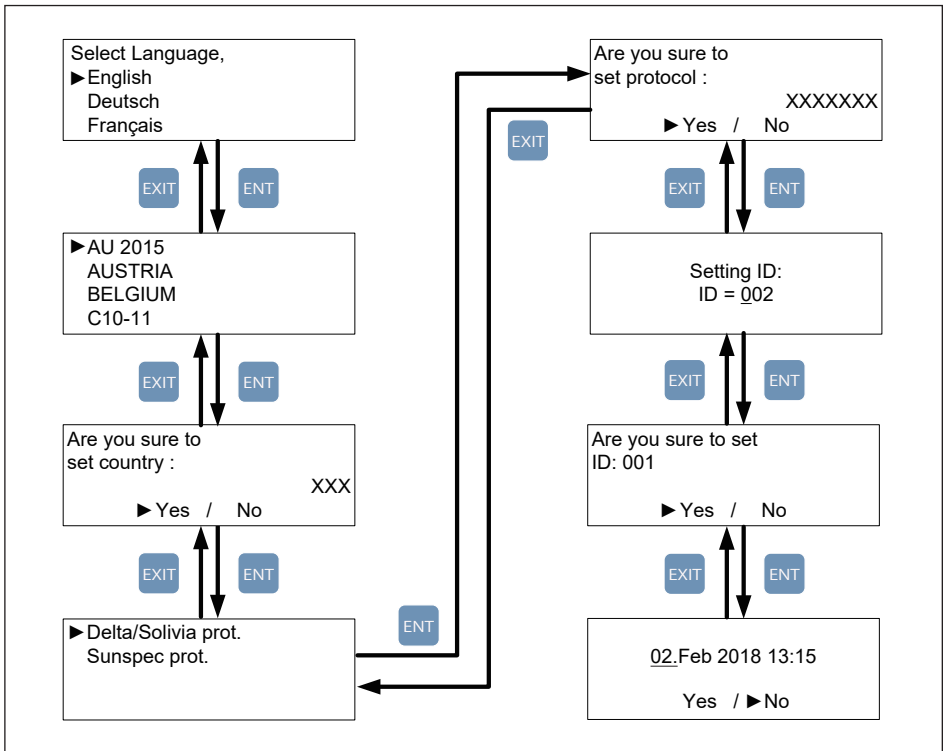 Select Language,
►English
Deutsch
Français
EXIT
ENT
►AU 2015
AUSTRIA
BELGIUM
C10-11
EXIT
ENT
Are you sure to
set country :
XXX
►Yes / No
EXIT
ENT
►Delta/Solivia prot.
Sunspec prot.
ENT
EXIT
Are you sure to
set protocol :
XXXXXXX
►Yes / No
EXIT
ENT
Setting ID:
ID = 002
EXIT
ENT
Are you sure to set
ID: 001
►Yes / No
EXIT
ENT
02.Feb 2018 13:15
Yes / ►No